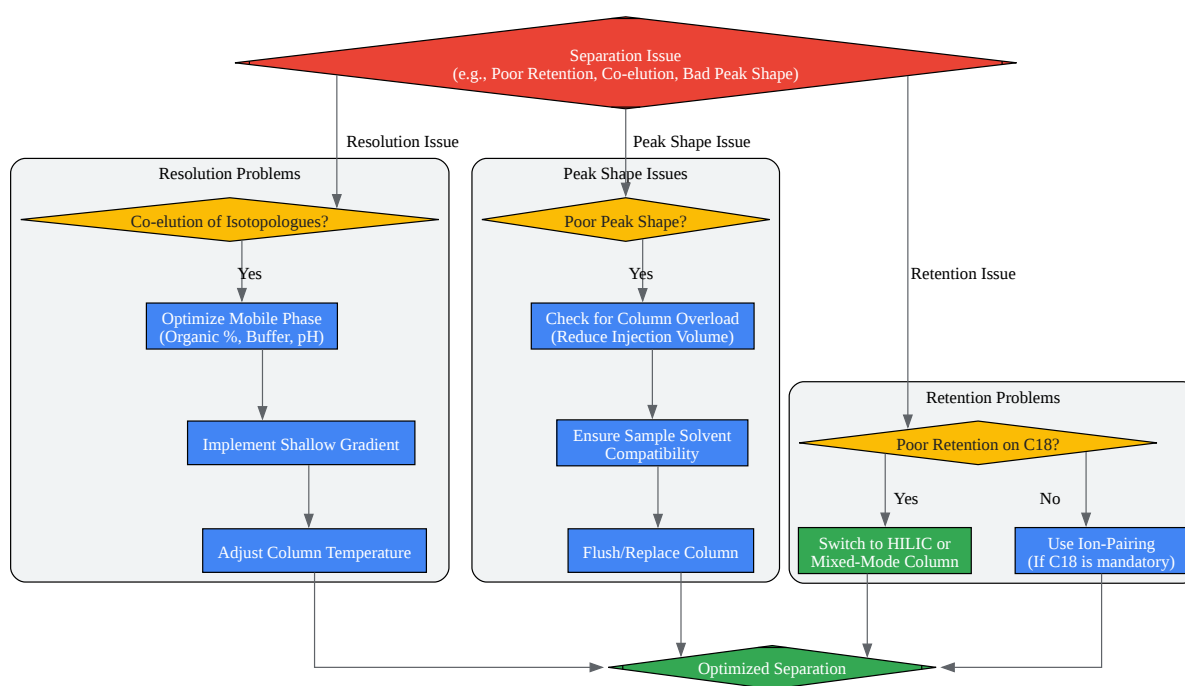 Separation Issue
(e.g., Poor Retention, Co-elution, Bad Peak Shape)
Resolution Issue
Peak Shape Issue
Retention Issue
Resolution Problems
Co-elution of Isotopologues?
Yes
Optimize Mobile Phase
(Organic %, Buffer, pH)
Implement Shallow Gradient
Adjust Column Temperature
Peak Shape Issues
Poor Peak Shape?
Yes
Check for Column Overload
(Reduce Injection Volume)
Ensure Sample Solvent
Compatibility
Flush/Replace Column
Retention Problems
Poor Retention on C18?
Yes
No
Switch to HILIC or
Mixed-Mode Column
Use Ion-Pairing
(If C18 is mandatory)
Optimized Separation